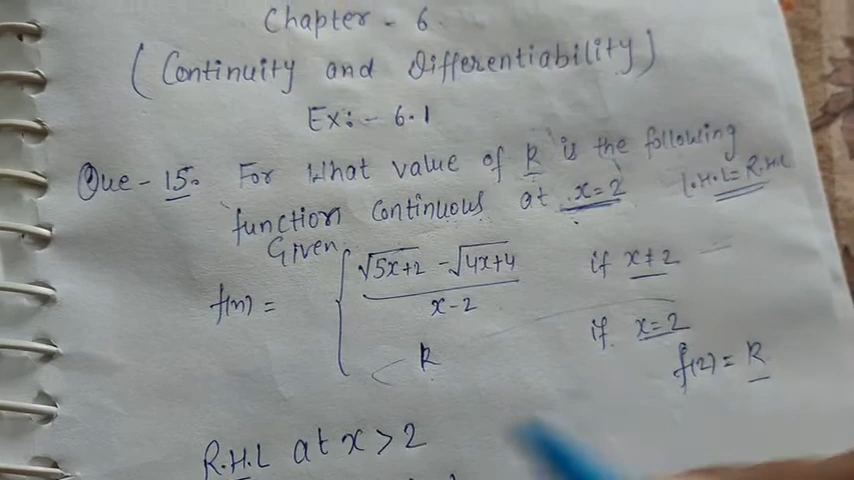 Chapter - 6
(Continuity and Differentiability)
Ex:- 6.1
Que - 15. For What value of k is the following
function continuous at x=2 L.H.L = R.H.L
Given
f(n) = { √5x+2 - √4x+4 / x-2 if x≠2
k if x=2
f(2) = k
R.H.L at x>2